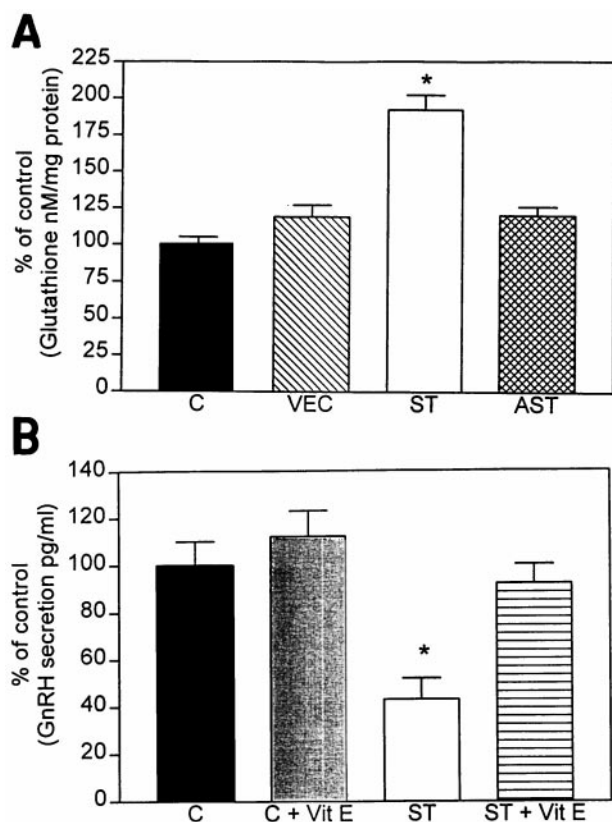 A
% of control
(Glutathione nM/mg protein)
225
200
175
150
125
100
75
50
25
0
*
C VEC ST AST
B
% of control
(GnRH secretion pg/ml)
140
120
100
80
60
40
20
0
*
C C + Vit E ST ST + Vit E